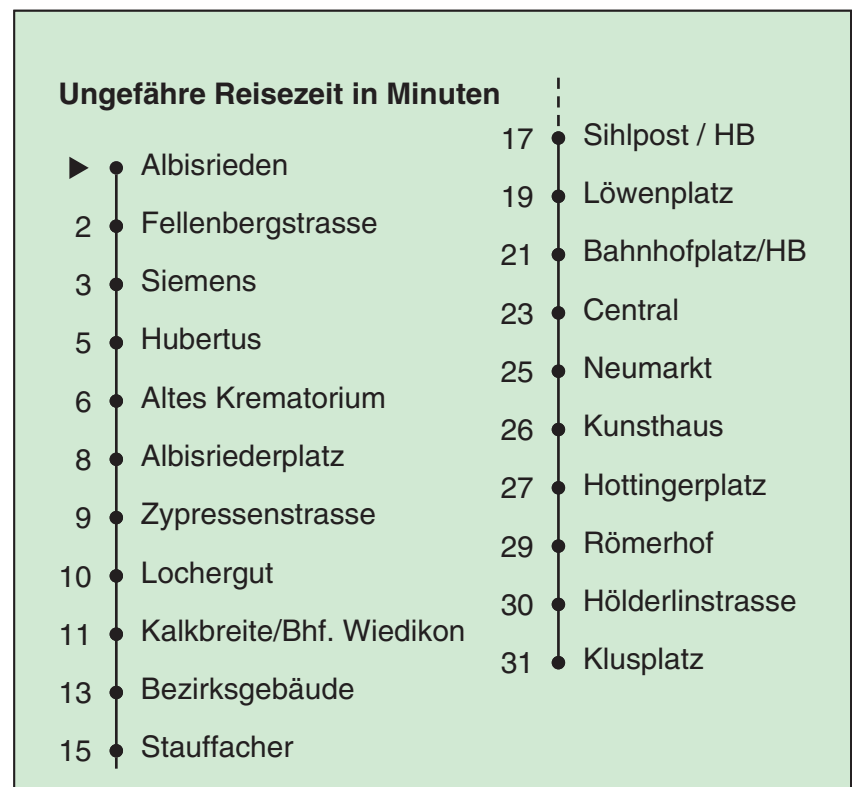 Ungefähre Reisezeit in Minuten
Albisrieden
2 Fellenbergstrasse
3 Siemens
5 Hubertus
6 Altes Krematorium
8 Albisriederplatz
9 Zypressenstrasse
10 Lochergut
11 Kalkbreite/Bhf. Wiedikon
13 Bezirksgebäude
15 Stauffacher
17 Sihlpost / HB
19 Löwenplatz
21 Bahnhofplatz/HB
23 Central
25 Neumarkt
26 Kunsthaus
27 Hottingerplatz
29 Römerhof
30 Hölderlinstrasse
31 Klusplatz